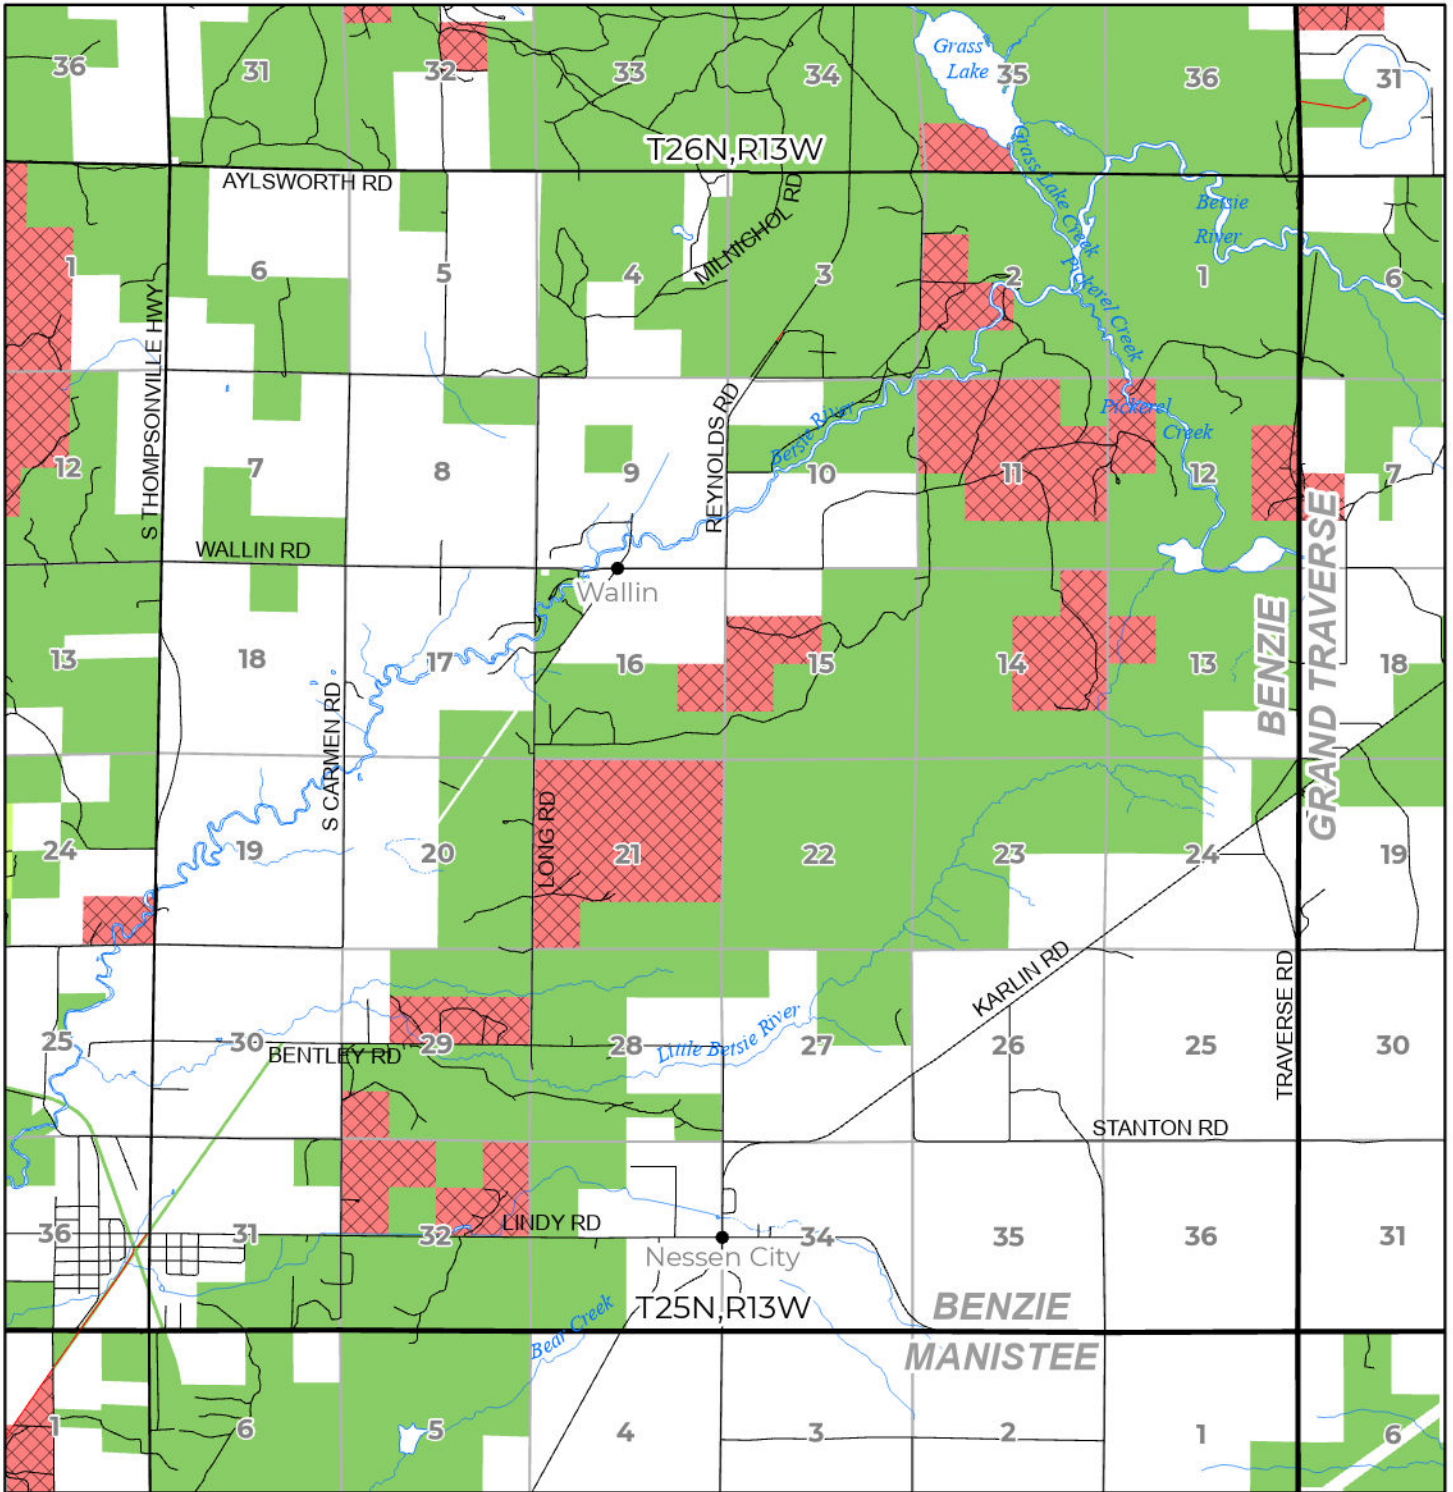 36
31
32
33
34
Grass
Lake
35
36
31
T26N,R13W
Grass Lake Creek
AYLSWORTH RD
MILNICHOL RD
Betsie
River
1
6
5
4
3
2
1
6
S THOMPSONVILLE HWY
Pickerel Creek
REYNOLDS RD
Betsie River
Pickerel
Creek
12
7
8
9
10
11
12
7
WALLIN RD
Wallin
BENZIE
GRAND TRAVERSE
13
18
17
16
15
14
13
18
S CARMEN RD
LONG RD
24
19
20
21
22
23
24
19
KARLIN RD
TRAVERSE RD
Little Betsie River
25
30
29
28
27
26
25
30
BENTLEY RD
STANTON RD
LINDY RD
36
31
32
34
35
36
31
Nessen City
T25N,R13W
BENZIE
Bear Creek
MANISTEE
1
6
5
4
3
2
1
6